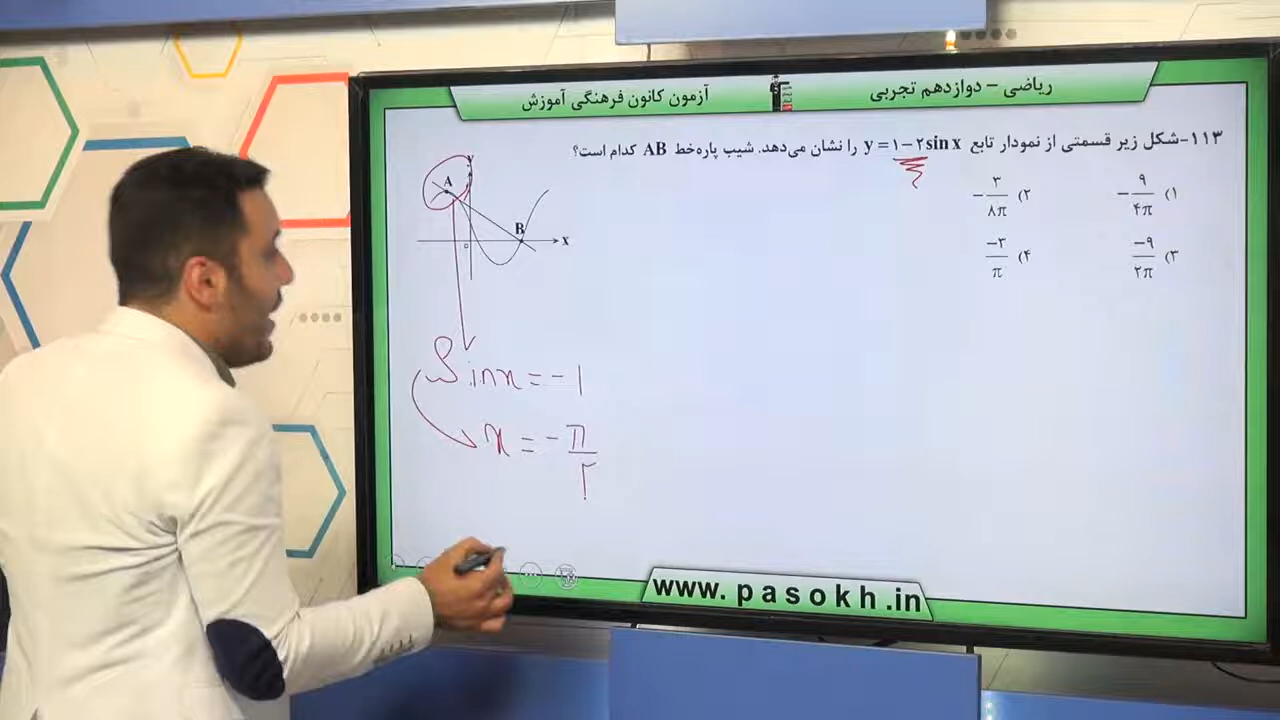 ریاضی – دوازدهم تجربی
آزمون کانون فرهنگی آموزش
۱۱۳-شکل زیر قسمتی از نمودار تابع y = ۱-۲sin x را نشان می‌دهد. شیب پاره‌خط AB کدام است؟
۱) -۹/۴π
۲) -۳/۸π
۳) -۹/۲π
۴) -۳/π
y
A
B
x
Sinx = -1
x = -π/۲
www. pasokh .in